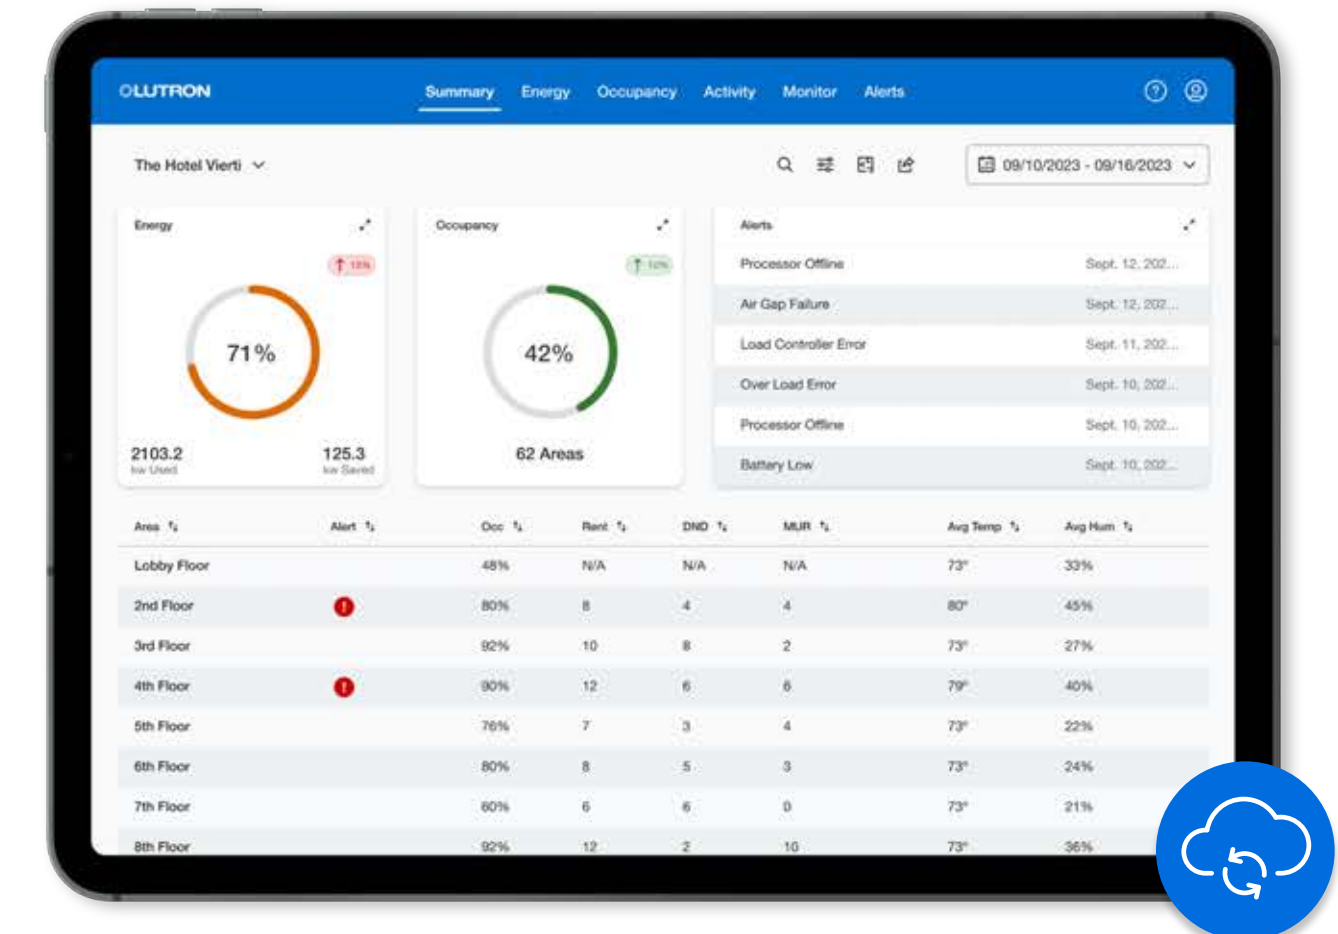 LUTRON
Summary Energy Occupancy Activity Monitor Alerts
The Hotel Vierti
09/10/2023 - 09/16/2023
Energy
71%
2103.2 125.3
kw Used kw Saved
Occupancy
42%
62 Areas
Alerts
Processor Offline Sept. 12, 202...
Air Gap Failure Sept. 12, 202...
Load Controller Error Sept. 11, 202...
Over Load Error Sept. 10, 202...
Processor Offline Sept. 10, 202...
Battery Low Sept. 10, 202...
Area Alert Occ Rent DND MUR Avg Temp Avg Hum
Lobby Floor 48% N/A N/A N/A 73° 33%
2nd Floor ! 80% 8 4 4 80° 45%
3rd Floor 92% 10 8 2 73° 27%
4th Floor ! 90% 12 6 6 79° 40%
5th Floor 76% 7 3 4 73° 22%
6th Floor 80% 8 5 3 73° 24%
7th Floor 60% 6 6 0 73° 21%
8th Floor 92% 12 2 10 73° 36%